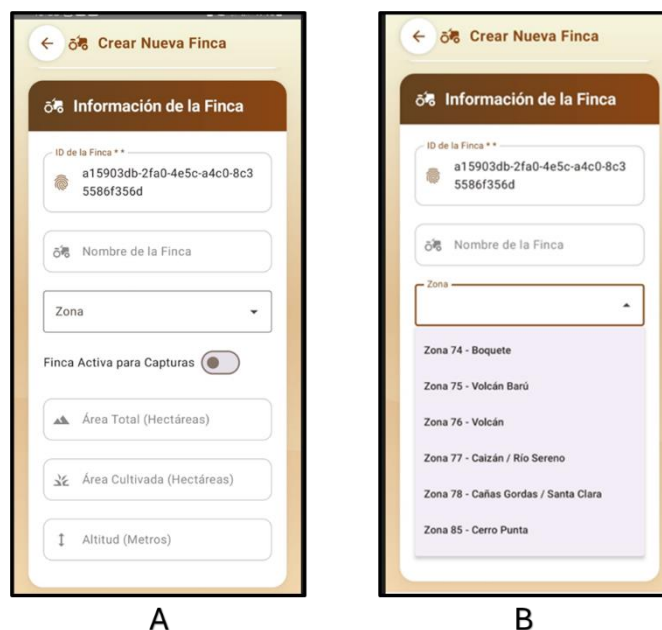 Crear Nueva Finca
Información de la Finca
ID de la Finca * *
a15903db-2fa0-4e5c-a4c0-8c3
5586f356d
Nombre de la Finca
Zona
Finca Activa para Capturas
Área Total (Hectáreas)
Área Cultivada (Hectáreas)
Altitud (Metros)
A
Crear Nueva Finca
Información de la Finca
ID de la Finca * *
a15903db-2fa0-4e5c-a4c0-8c3
5586f356d
Nombre de la Finca
Zona
Zona 74 - Boquete
Zona 75 - Volcán Barú
Zona 76 - Volcán
Zona 77 - Caizán / Río Sereno
Zona 78 - Cañas Gordas / Santa Clara
Zona 85 - Cerro Punta
B